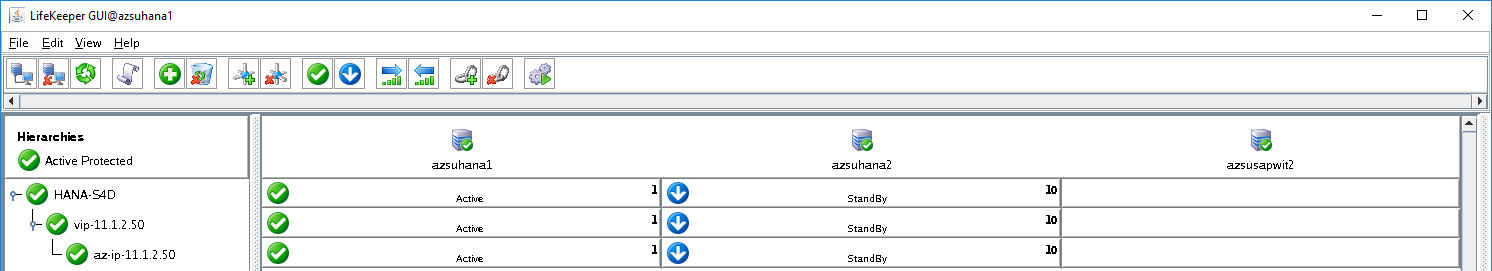 LifeKeeper GUI@azsuhana1
File Edit View Help
Hierarchies
Active Protected
azsuhana1 azsuhana2 azsusapwit2
HANA-S4D 1 Active 10 StandBy
vip-11.1.2.50 1 Active 10 StandBy
az-ip-11.1.2.50 1 Active 10 StandBy